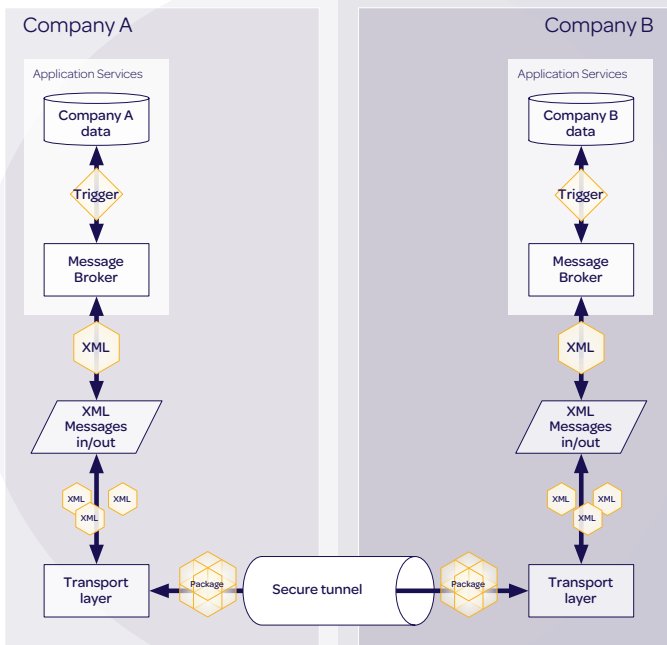 Company A
Application Services
Company A
data
Trigger
Message
Broker
XML
XML
Messages
in/out
XML
XML
XML
Transport
layer
Package
Secure tunnel
Company B
Application Services
Company B
data
Trigger
Message
Broker
XML
XML
Messages
in/out
XML
XML
XML
Package
Transport
layer